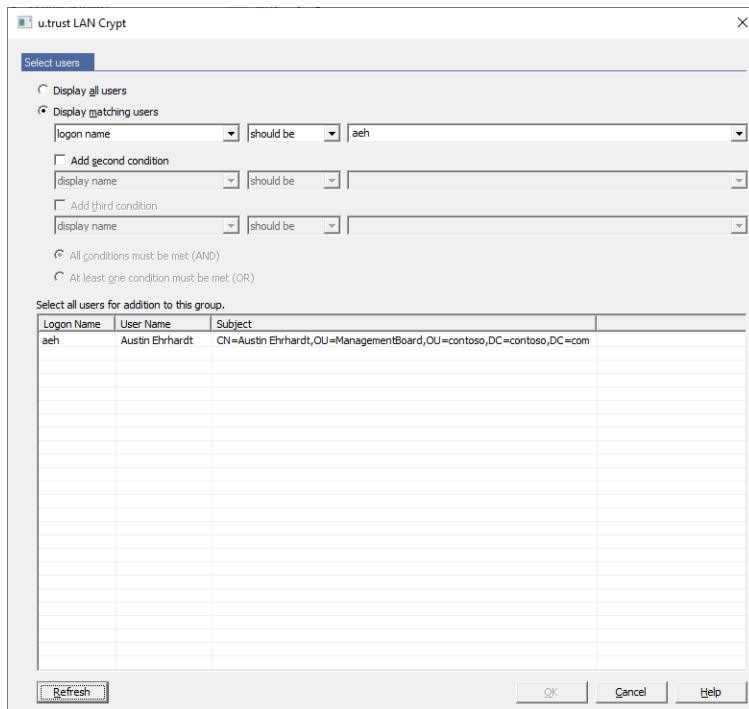 u.trust LAN Crypt
Select users
Display all users
Display matching users
logon name should be aeh
Add second condition
display name should be
Add third condition
display name should be
All conditions must be met (AND)
At least one condition must be met (OR)
Select all users for addition to this group.
Logon Name User Name Subject
aeh Austin Ehrhardt CN=Austin Ehrhardt,OU=ManagementBoard,OU=contoso,DC=contoso,DC=com
Refresh OK Cancel Help